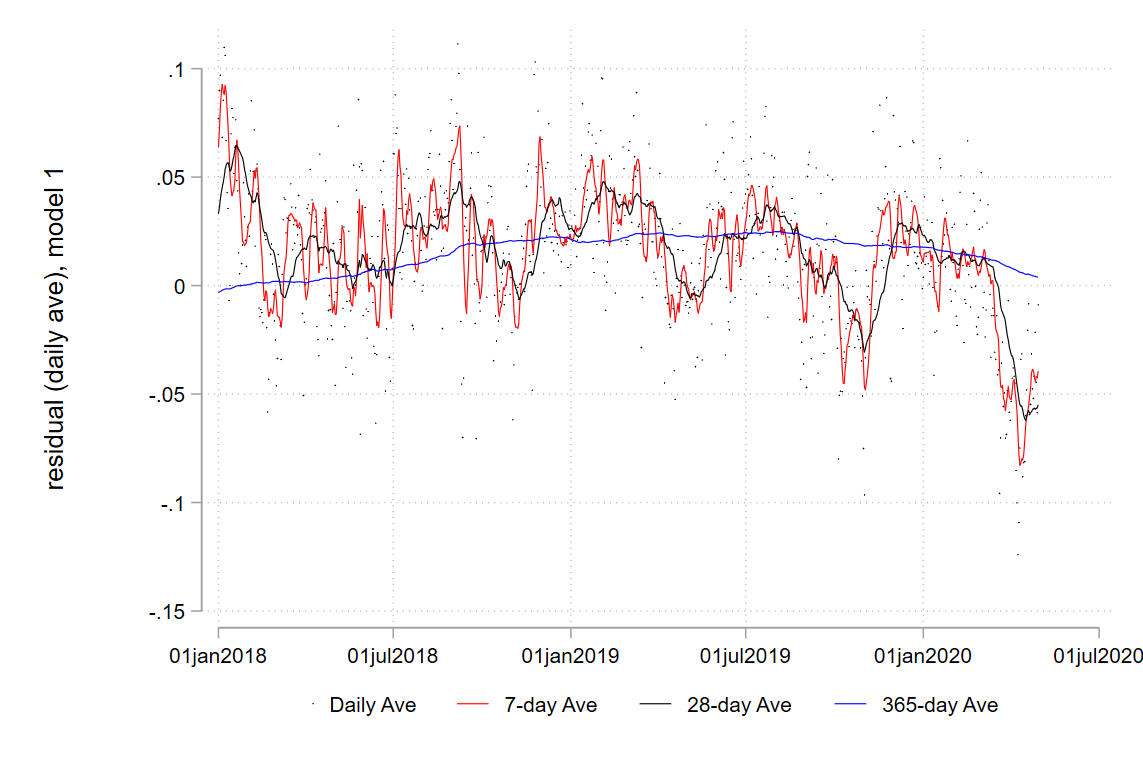 residual (daily ave), model 1
.1
.05
0
-.05
-.1
-.15
01jan2018 01jul2018 01jan2019 01jul2019 01jan2020 01jul2020
Daily Ave 7-day Ave 28-day Ave 365-day Ave